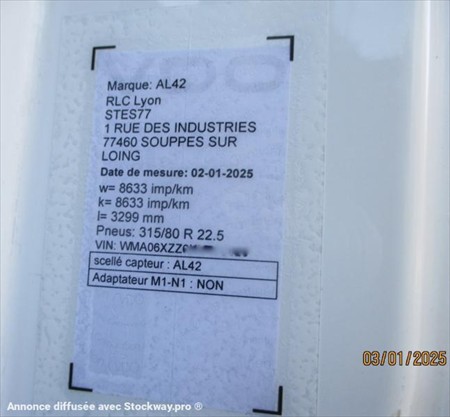 Marque: AL42
RLC Lyon
STES77
1 RUE DES INDUSTRIES
77460 SOUPPES SUR
LOING
Date de mesure: 02-01-2025
w= 8633 imp/km
k= 8633 imp/km
l= 3299 mm
Pneus: 315/80 R 22.5
VIN: WMA06XZZ
scellé capteur : AL42
Adaptateur M1-N1 : NON
03/01/2025
Annonce diffusée avec Stockway.pro ®